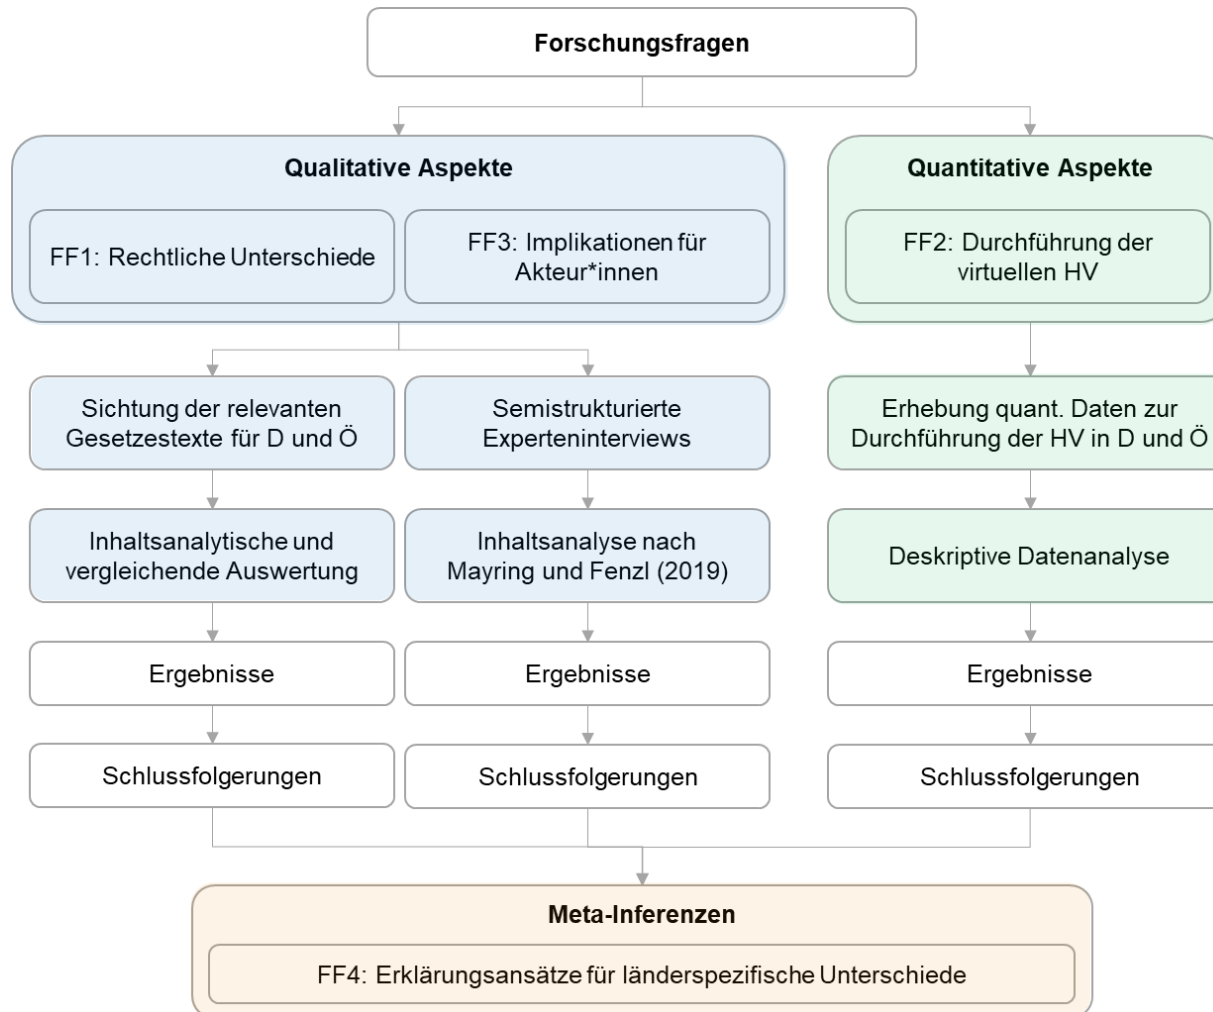 Forschungsfragen
Qualitative Aspekte
FF1: Rechtliche Unterschiede
FF3: Implikationen für
Akteur*innen
Quantitative Aspekte
FF2: Durchführung der
virtuellen HV
Sichtung der relevanten
Gesetzestexte für D und Ö
Semistrukturierte
Experteninterviews
Erhebung quant. Daten zur
Durchführung der HV in D und Ö
Inhaltsanalytische und
vergleichende Auswertung
Inhaltsanalyse nach
Mayring und Fenzl (2019)
Deskriptive Datenanalyse
Ergebnisse
Ergebnisse
Ergebnisse
Schlussfolgerungen
Schlussfolgerungen
Schlussfolgerungen
Meta-Inferenzen
FF4: Erklärungsansätze für länderspezifische Unterschiede